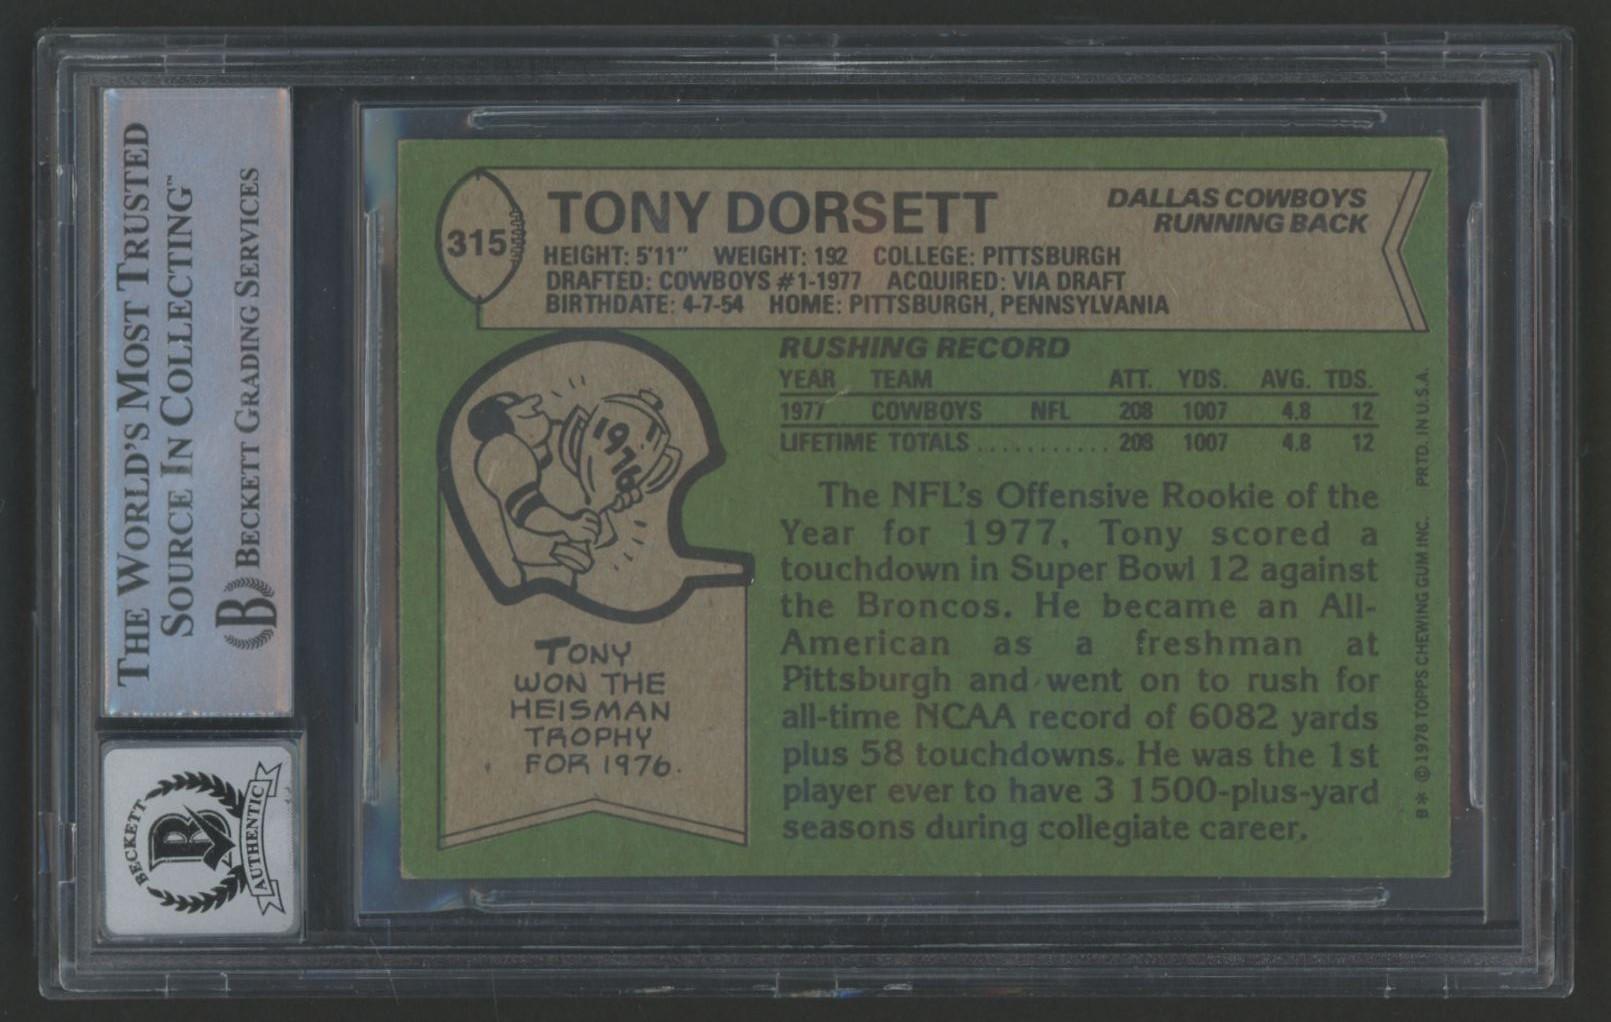 THE WORLD'S MOST TRUSTED
SOURCE IN COLLECTING™
BECKETT GRADING SERVICES
B
BECKETT
B
AUTHENTIC
315
TONY DORSETT
DALLAS COWBOYS
RUNNING BACK
HEIGHT: 5'11" WEIGHT: 192 COLLEGE: PITTSBURGH
DRAFTED: COWBOYS #1-1977 ACQUIRED: VIA DRAFT
BIRTHDATE: 4-7-54 HOME: PITTSBURGH, PENNSYLVANIA
1976
TONY
WON THE
HEISMAN
TROPHY
FOR 1976.
RUSHING RECORD
YEAR TEAM ATT. YDS. AVG. TDS.
1977 COWBOYS NFL 208 1007 4.8 12
LIFETIME TOTALS ........... 208 1007 4.8 12
The NFL's Offensive Rookie of the
Year for 1977, Tony scored a
touchdown in Super Bowl 12 against
the Broncos. He became an All-
American as a freshman at
Pittsburgh and went on to rush for
all-time NCAA record of 6082 yards
plus 58 touchdowns. He was the 1st
player ever to have 3 1500-plus-yard
seasons during collegiate career.
B* © 1978 TOPPS CHEWING GUM INC. PRTD. IN U.S.A.